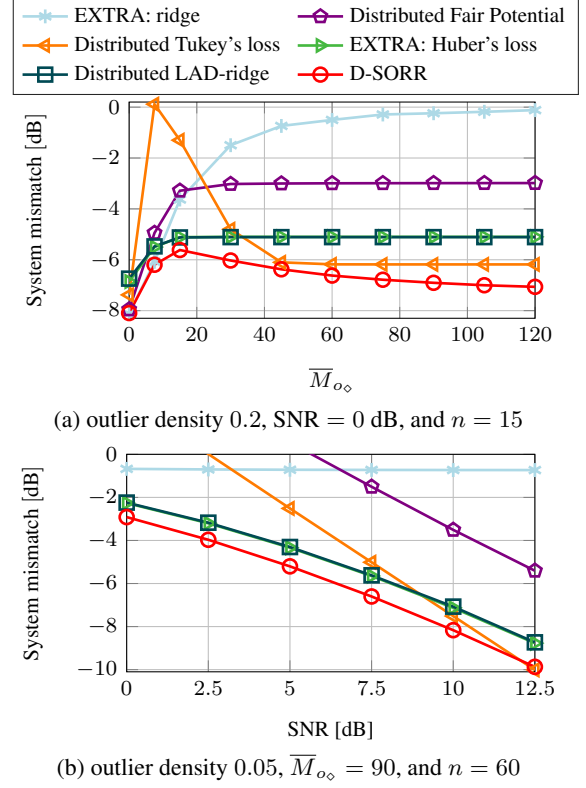 EXTRA: ridge
Distributed Fair Potential
Distributed Tukey's loss
EXTRA: Huber's loss
Distributed LAD-ridge
D-SORR
0
−2
−4
−6
−8
System mismatch [dB]
0 20 40 60 80 100 120
M̅ₒ⋄
(a) outlier density 0.2, SNR = 0 dB, and n = 15
0
−2
−4
−6
−8
−10
System mismatch [dB]
0 2.5 5 7.5 10 12.5
SNR [dB]
(b) outlier density 0.05, M̅ₒ⋄ = 90, and n = 60